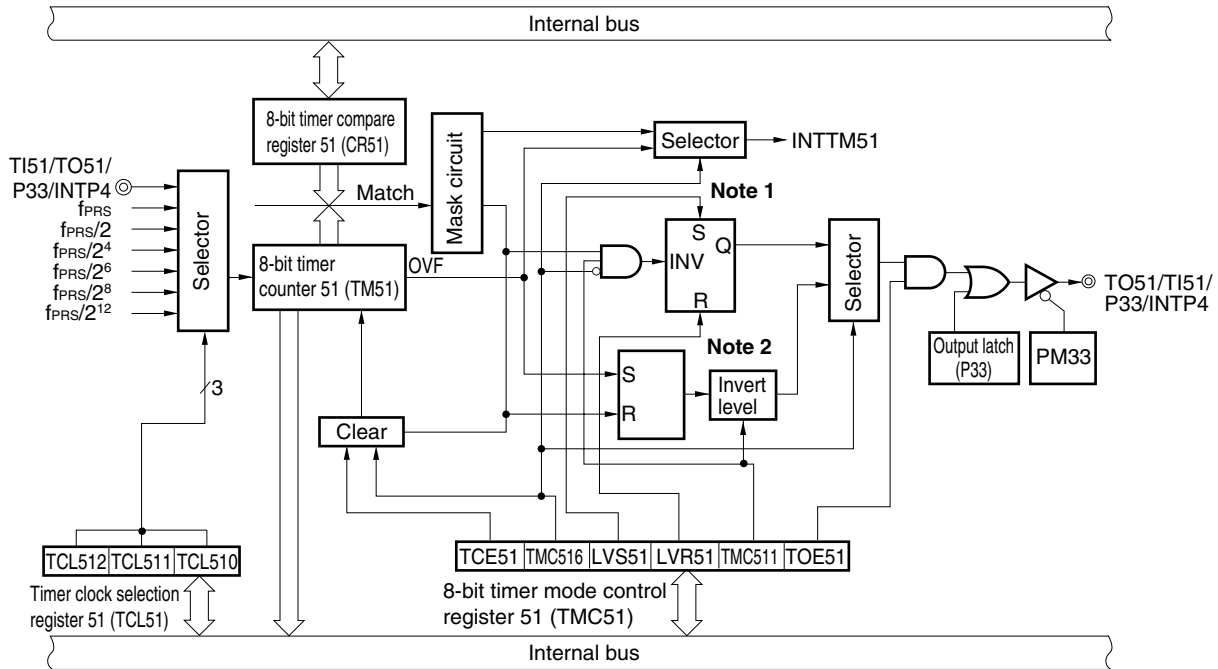 Internal bus
8-bit timer compare
register 51 (CR51)
Mask circuit
Selector
INTTM51
TI51/TO51/
P33/INTP4
fPRS
fPRS/2
fPRS/2⁴
fPRS/2⁶
fPRS/2⁸
fPRS/2¹²
Selector
Match
8-bit timer
counter 51 (TM51)
OVF
Note 1
S
Q
INV
R
Selector
TO51/TI51/
P33/INTP4
Output latch
(P33)
PM33
Note 2
S
R
Invert
level
3
Clear
TCL512 TCL511 TCL510
Timer clock selection
register 51 (TCL51)
TCE51 TMC516 LVS51 LVR51 TMC511 TOE51
8-bit timer mode control
register 51 (TMC51)
Internal bus